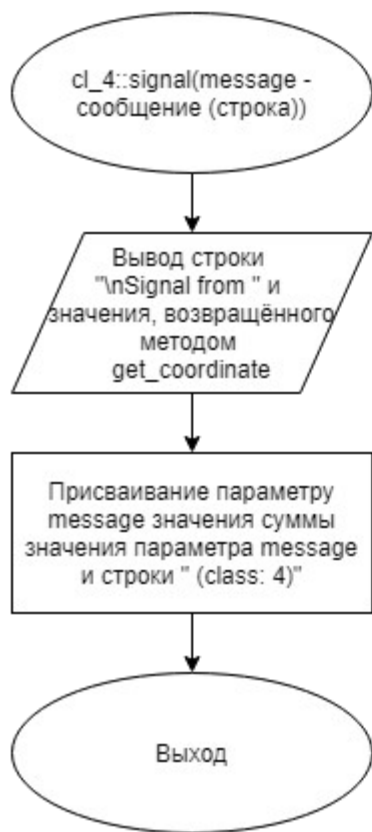 cl_4::signal(message -
сообщение (строка))
Вывод строки
"\nSignal from " и
значения, возвращённого
методом
get_coordinate
Присваивание параметру
message значения суммы
значения параметра message
и строки " (class: 4)"
Выход